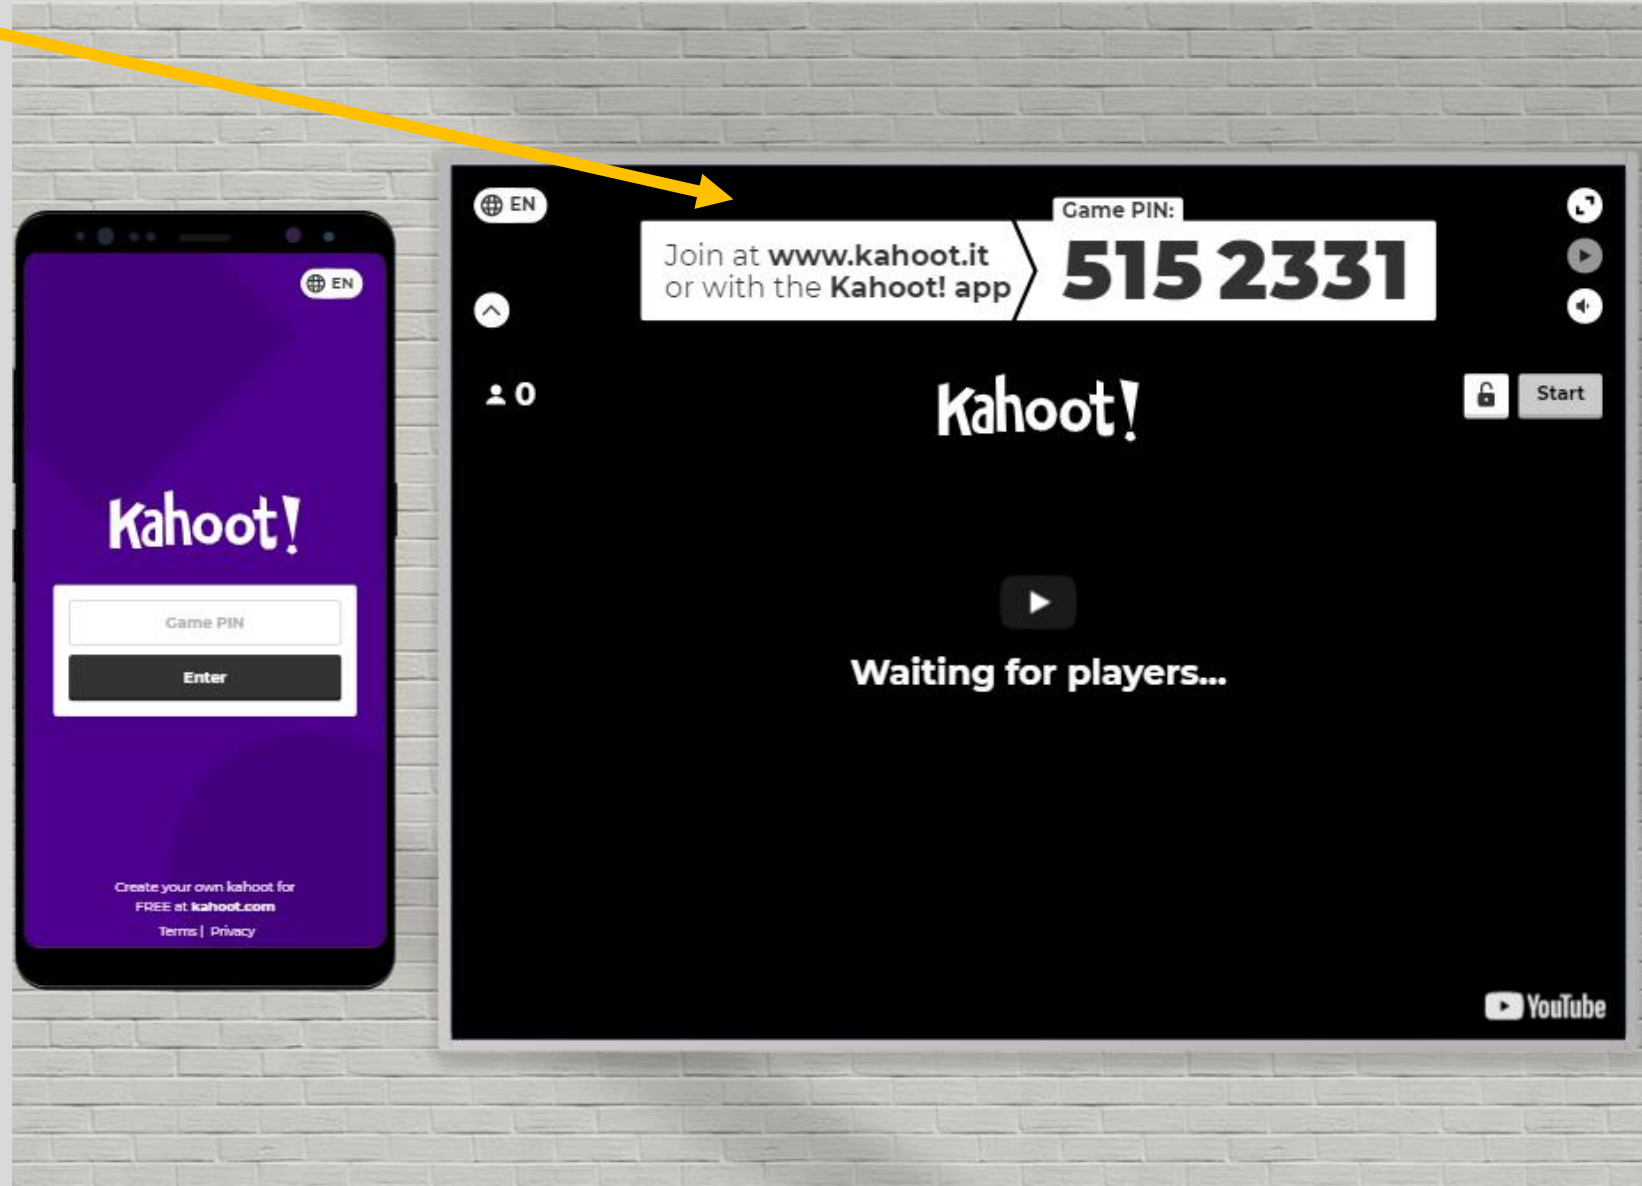 EN
Kahoot!
Game PIN
Enter
Create your own kahoot for
FREE at kahoot.com
Terms | Privacy
EN
Game PIN:
Join at www.kahoot.it
or with the Kahoot! app
515 2331
0
Kahoot!
Start
Waiting for players...
YouTube